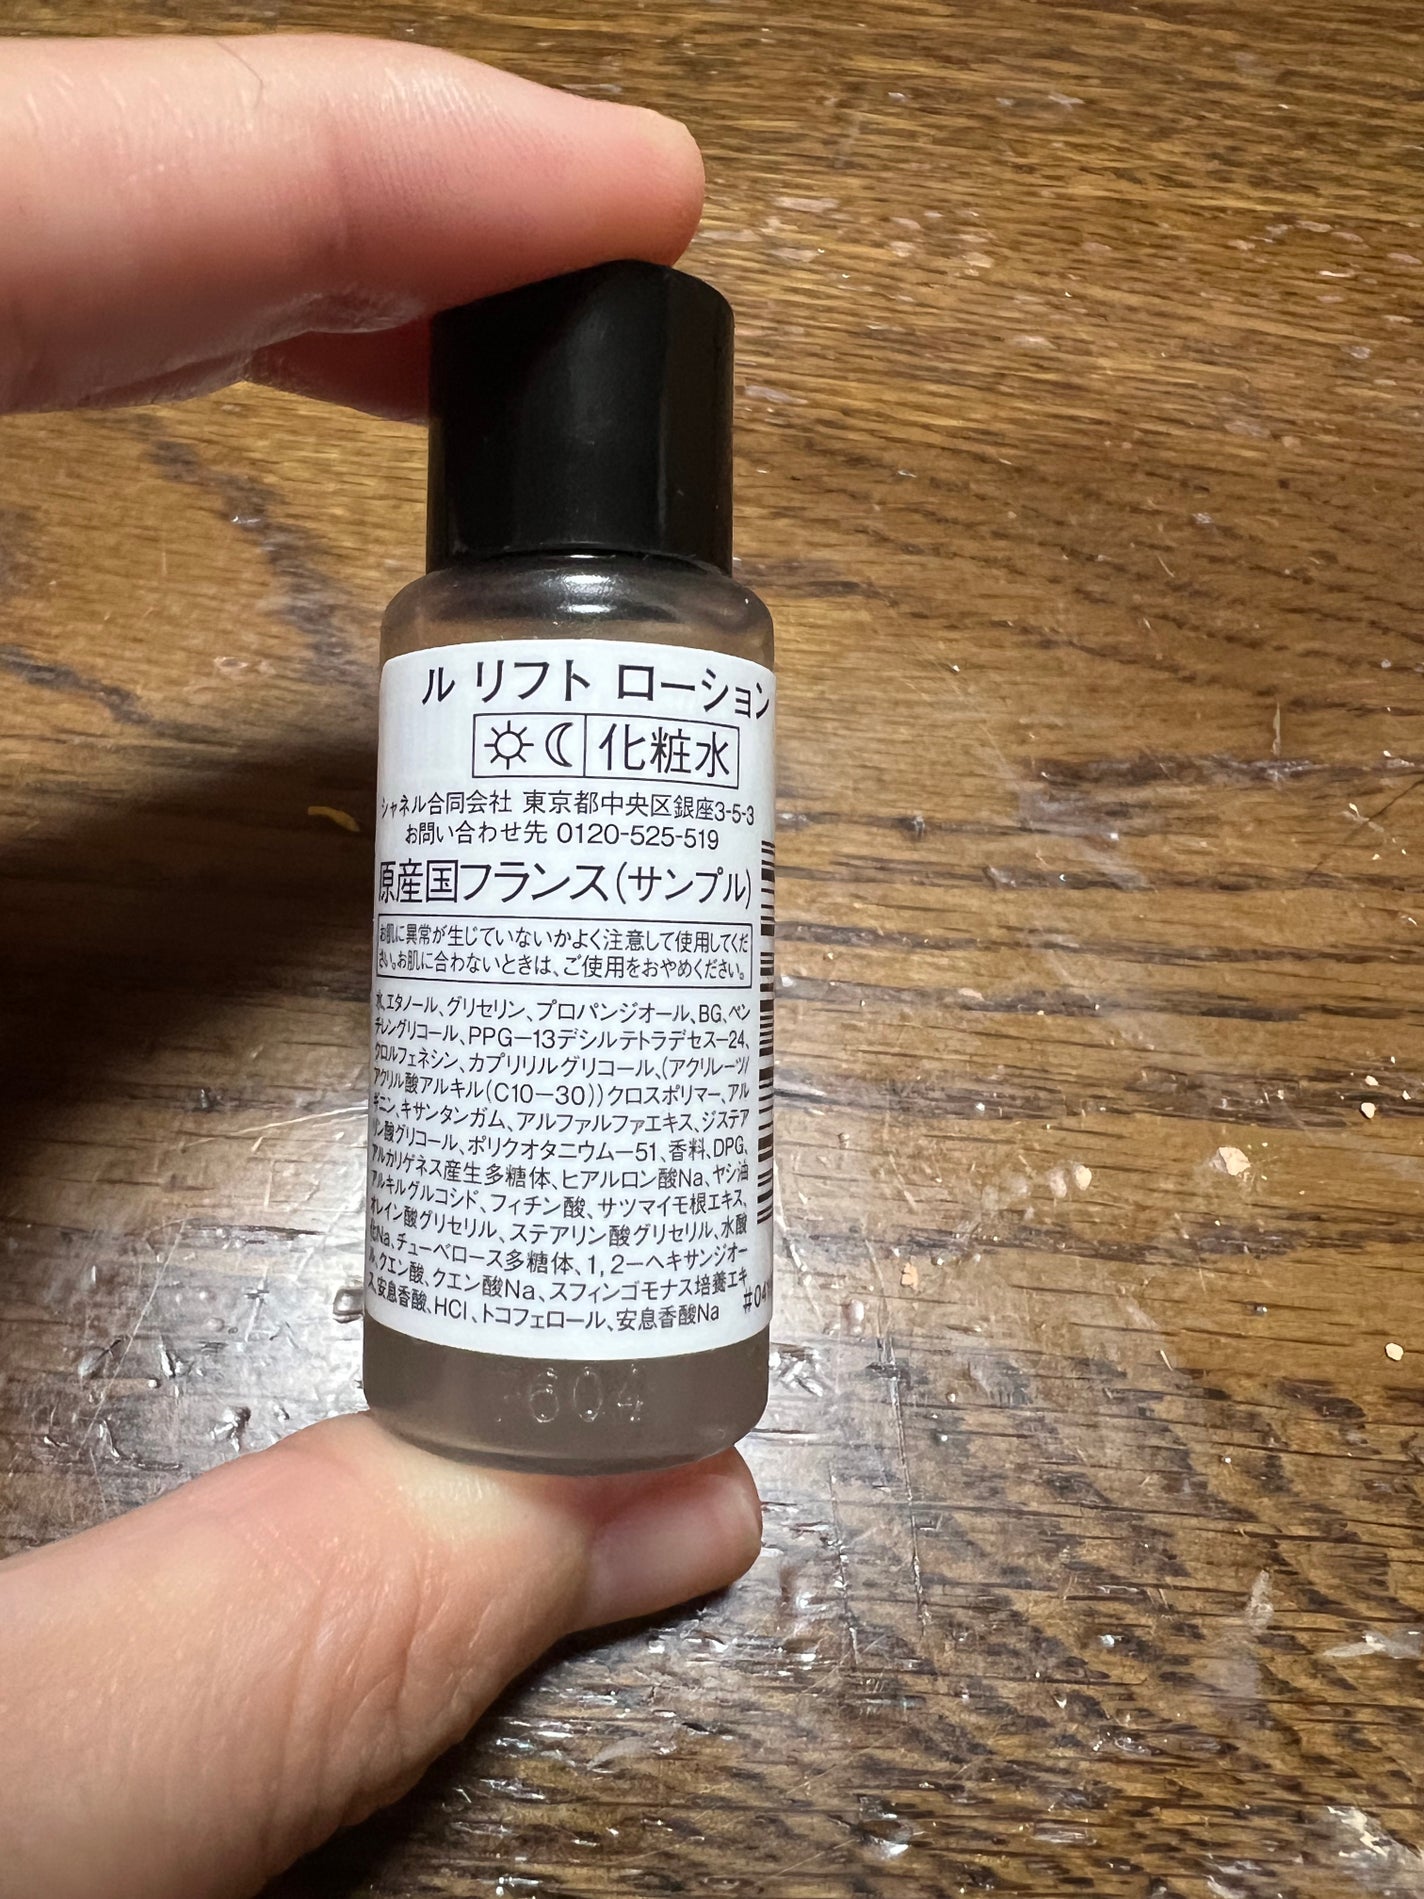 ル リフト ローション
化粧水
シャネル合同会社 東京都中央区銀座3-5-3
お問い合わせ先 0120-525-519
原産国フランス(サンプル)
お肌に異常が生じていないかよく注意して使用してくだ
さい。お肌に合わないときは、ご使用をおやめください。
水、エタノール、グリセリン、プロパンジオール、BG、ペン
チレングリコール、PPG−13デシルテトラデセス−24、
クロルフェネシン、カプリリルグリコール、(アクリレーツ/
アクリル酸アルキル(C10−30))クロスポリマー、アル
ギニン、キサンタンガム、アルファルファエキス、ジステア
リン酸グリコール、ポリクオタニウム−51、香料、DPG、
アルカリゲネス産生多糖体、ヒアルロン酸Na、ヤシ油
アルキルグルコシド、フィチン酸、サツマイモ根エキス、
オレイン酸グリセリル、ステアリン酸グリセリル、水酸
化Na、チューベロース多糖体、1,2−ヘキサンジオー
ル、クエン酸、クエン酸Na、スフィンゴモナス培養エキ
ス、安息香酸、HCl、トコフェロール、安息香酸Na
604